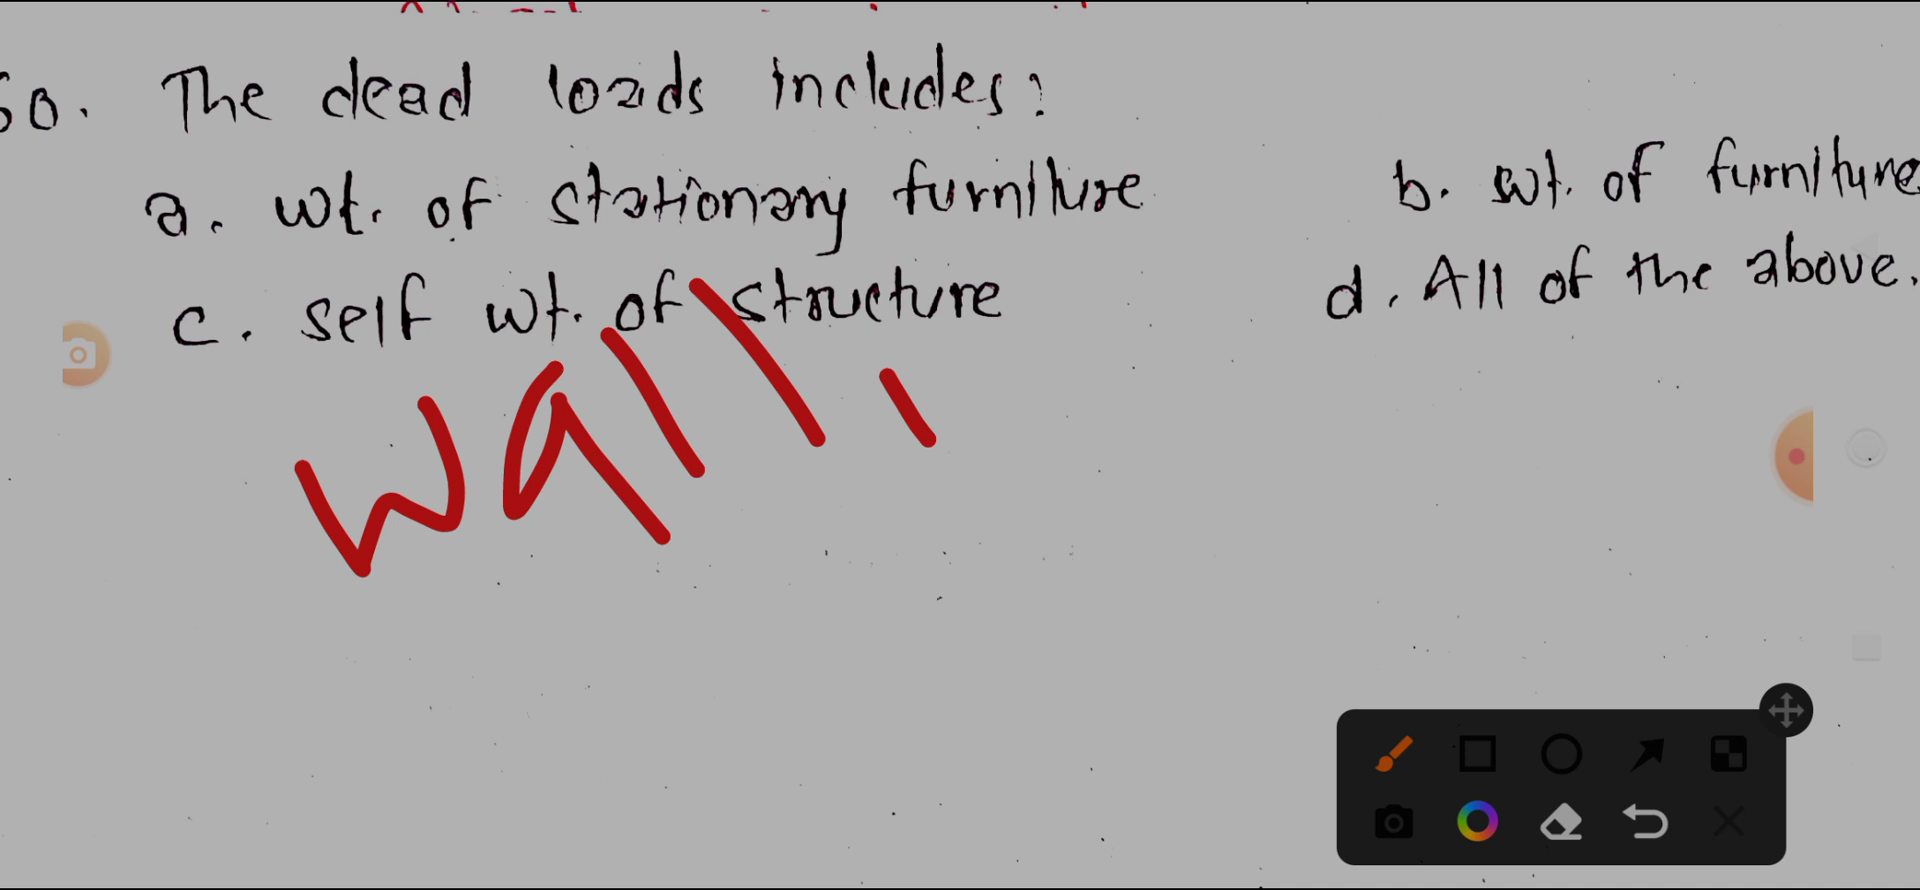 0. The dead loads includes:
a. wt. of stationary furniture
b. wt. of furniture
c. self wt. of structure
d. All of the above.
wall,